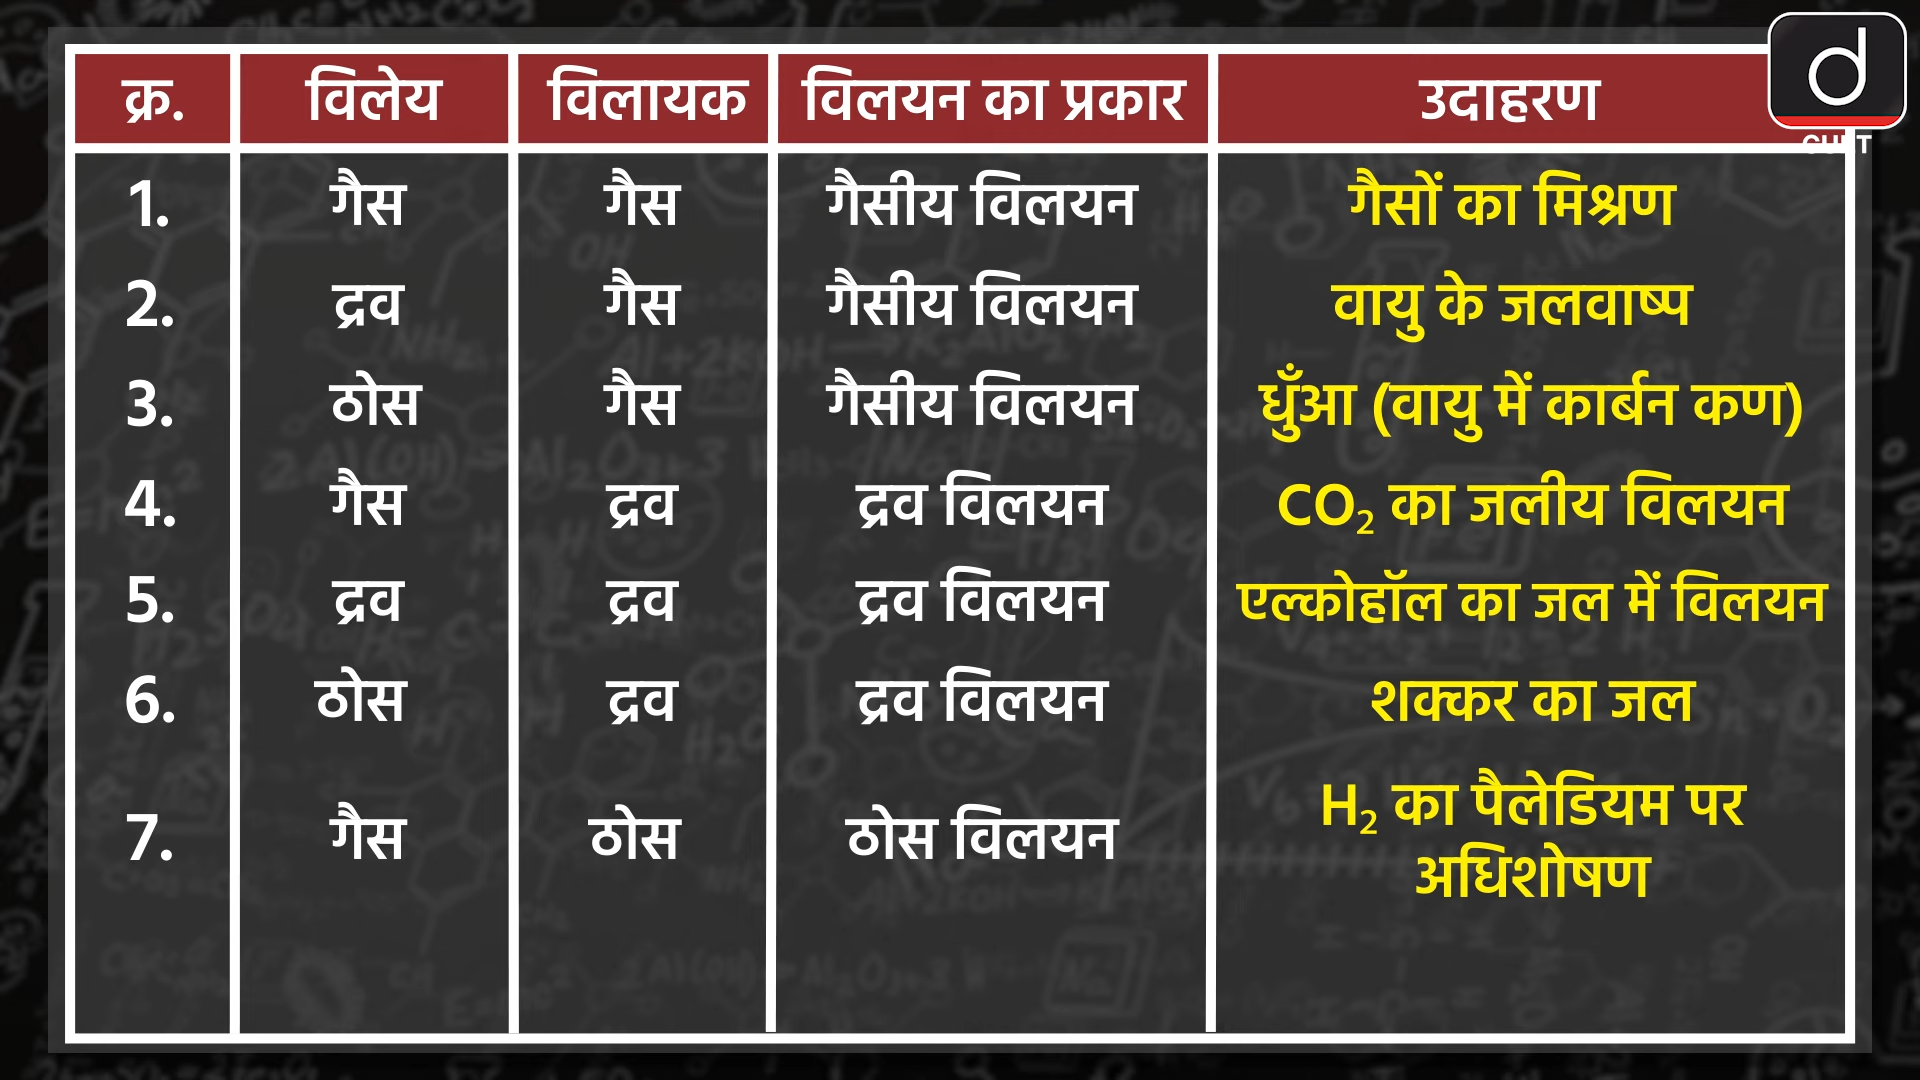 क्र. विलेय विलायक विलयन का प्रकार उदाहरण
1. गैस गैस गैसीय विलयन गैसों का मिश्रण
2. द्रव गैस गैसीय विलयन वायु के जलवाष्प
3. ठोस गैस गैसीय विलयन धुँआ (वायु में कार्बन कण)
4. गैस द्रव द्रव विलयन CO₂ का जलीय विलयन
5. द्रव द्रव द्रव विलयन एल्कोहॉल का जल में विलयन
6. ठोस द्रव द्रव विलयन शक्कर का जल
7. गैस ठोस ठोस विलयन H₂ का पैलेडियम पर
अधिशोषण
d
CUET